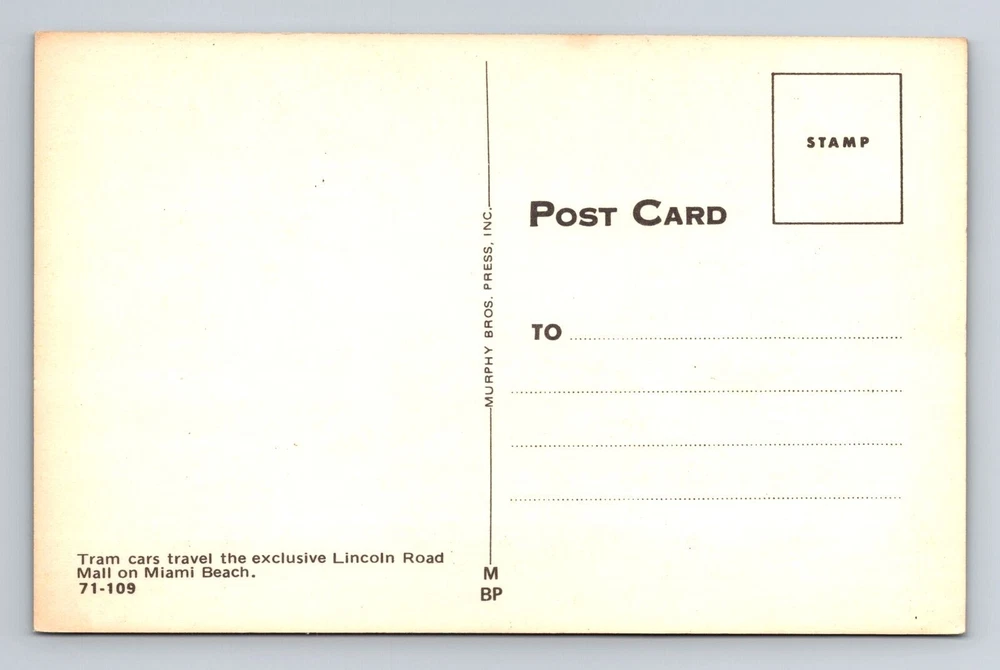 STAMP
POST CARD
TO
MURPHY BROS. PRESS, INC.
Tram cars travel the exclusive Lincoln Road
Mall on Miami Beach.
71-109
M
BP